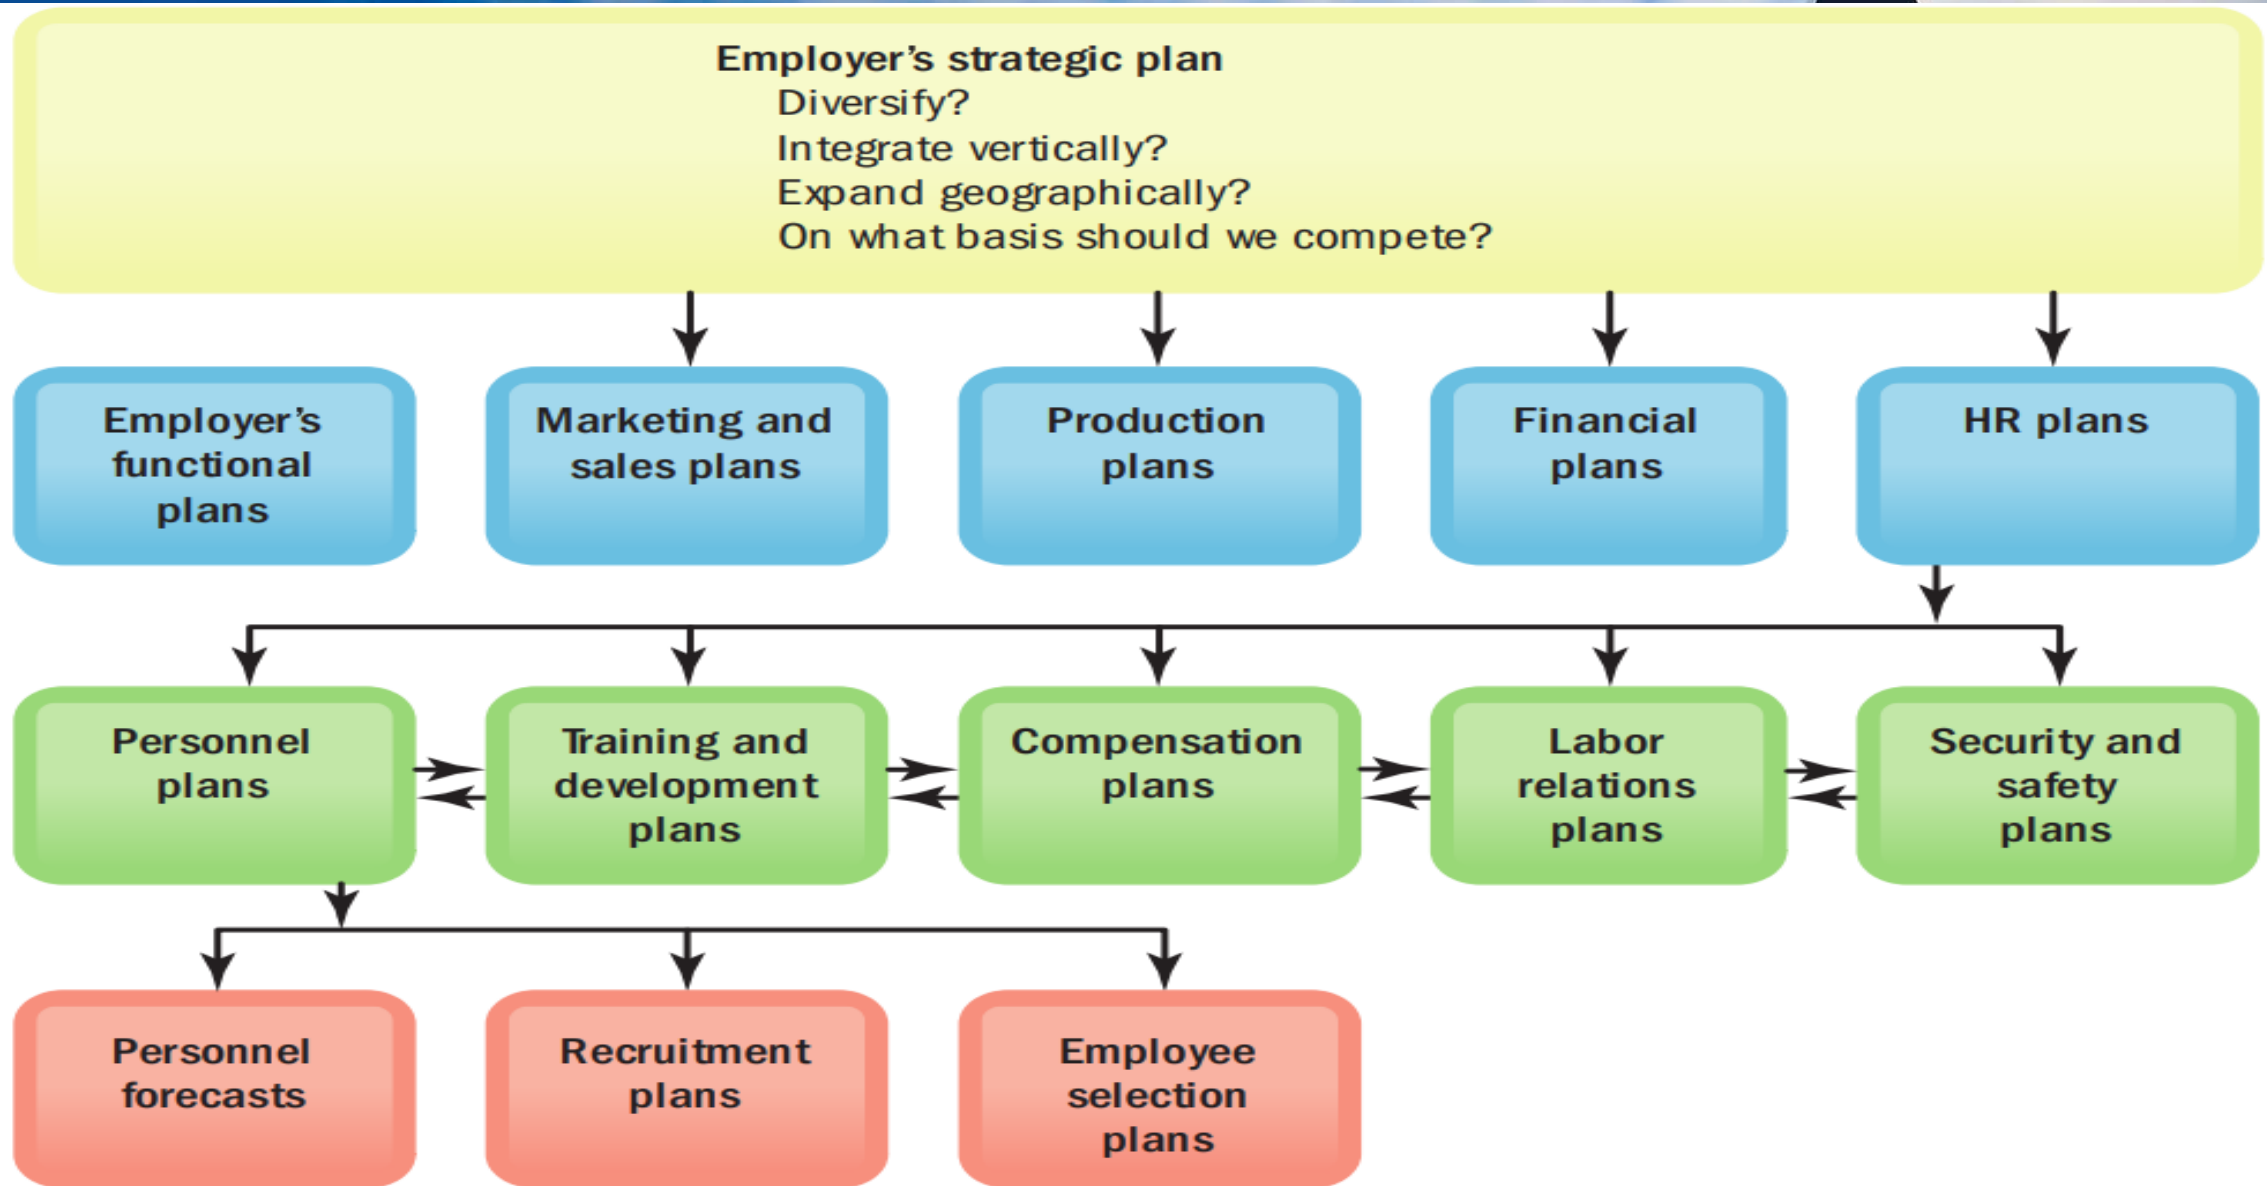 Employer’s strategic plan
Diversify?
Integrate vertically?
Expand geographically?
On what basis should we compete?
Employer’s
functional
plans
Marketing and
sales plans
Production
plans
Financial
plans
HR plans
Personnel
plans
Training and
development
plans
Compensation
plans
Labor
relations
plans
Security and
safety
plans
Personnel
forecasts
Recruitment
plans
Employee
selection
plans